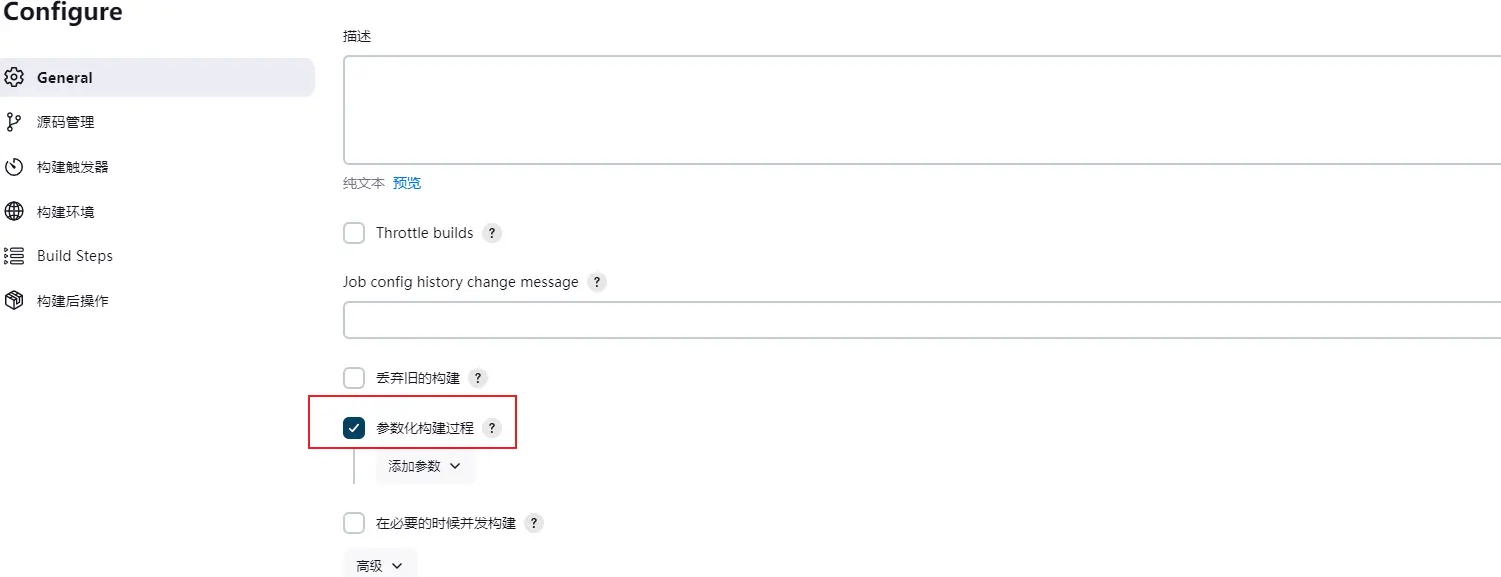 Configure
General
源码管理
构建触发器
构建环境
Build Steps
构建后操作
描述
纯文本 预览
Throttle builds ?
Job config history change message ?
丢弃旧的构建 ?
参数化构建过程 ?
添加参数
在必要的时候并发构建 ?
高级